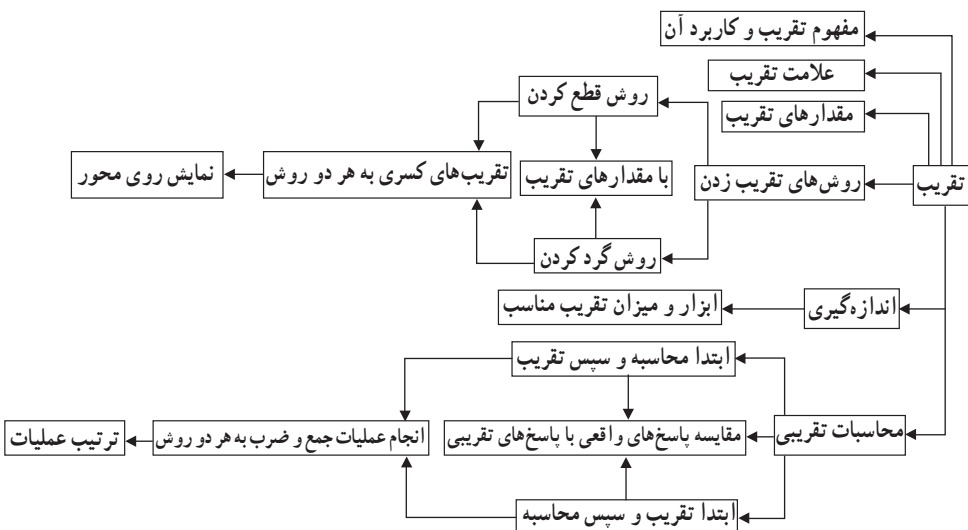 مفهوم تقریب و کاربرد آن
علامت تقریب
مقدارهای تقریب
تقریب
روش‌های تقریب زدن
روش قطع کردن
با مقدارهای تقریب
روش گرد کردن
تقریب‌های کسری به هر دو روش
نمایش روی محور
اندازه‌گیری
ابزار و میزان تقریب مناسب
محاسبات تقریبی
ابتدا محاسبه و سپس تقریب
مقایسه پاسخ‌های واقعی با پاسخ‌های تقریبی
ابتدا تقریب و سپس محاسبه
انجام عملیات جمع و ضرب به هر دو روش
ترتیب عملیات